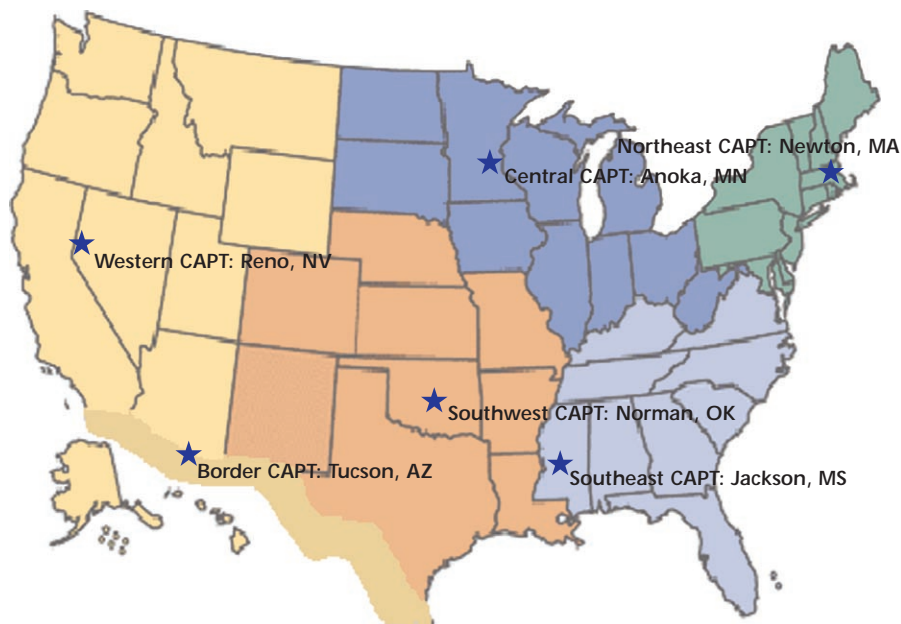 Northeast CAPT: Newton, MA
Central CAPT: Anoka, MN
Western CAPT: Reno, NV
Southwest CAPT: Norman, OK
Border CAPT: Tucson, AZ
Southeast CAPT: Jackson, MS